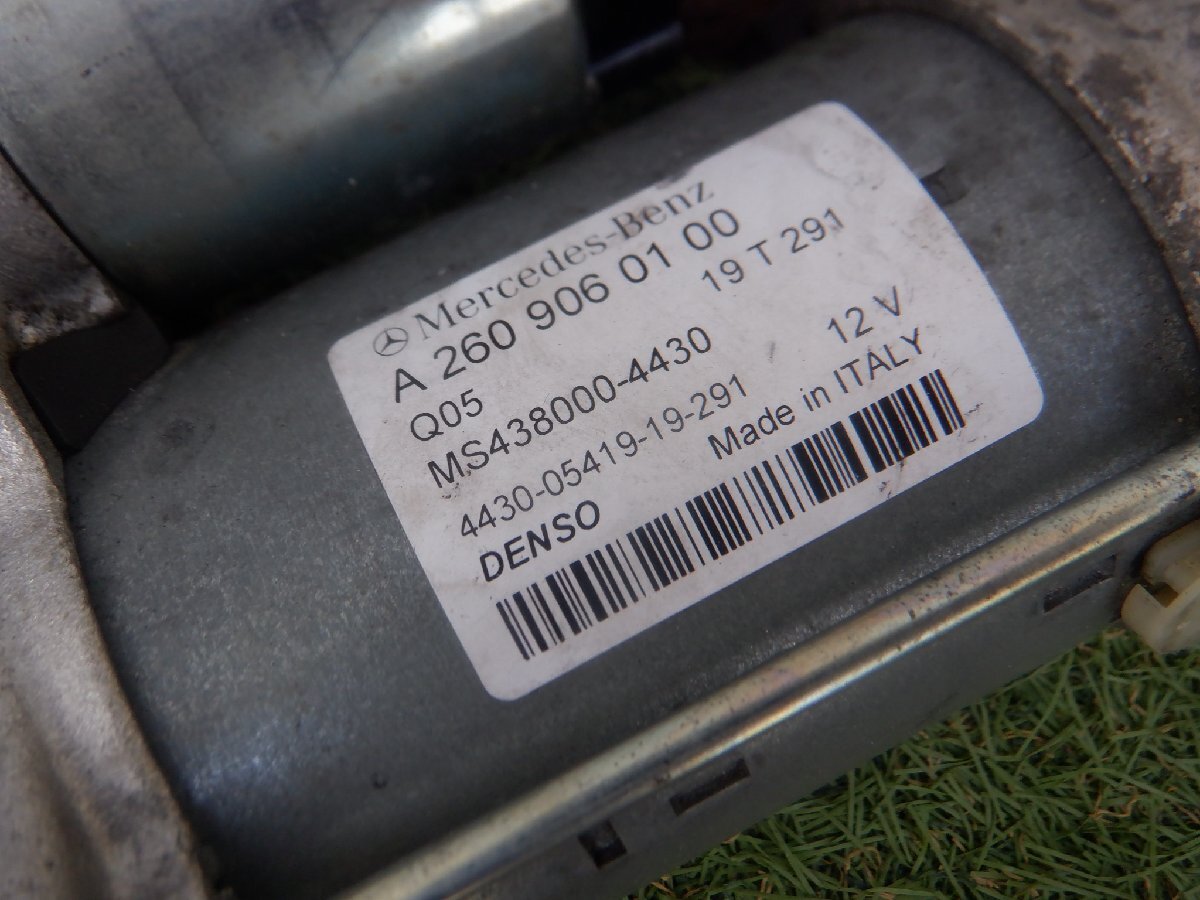 Mercedes-Benz
A 260 906 01 00
Q05 19 T 291
MS438000-4430
4430-05419-19-291 12 V
DENSO Made in ITALY